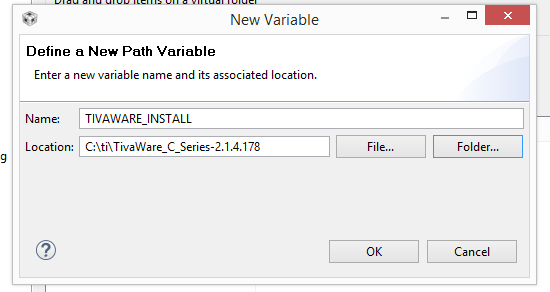 Drag and drop items on a virtual folder
New Variable
Define a New Path Variable
Enter a new variable name and its associated location.
Name: TIVAWARE_INSTALL
Location: C:\ti\TivaWare_C_Series-2.1.4.178 File... Folder...
g
? OK Cancel